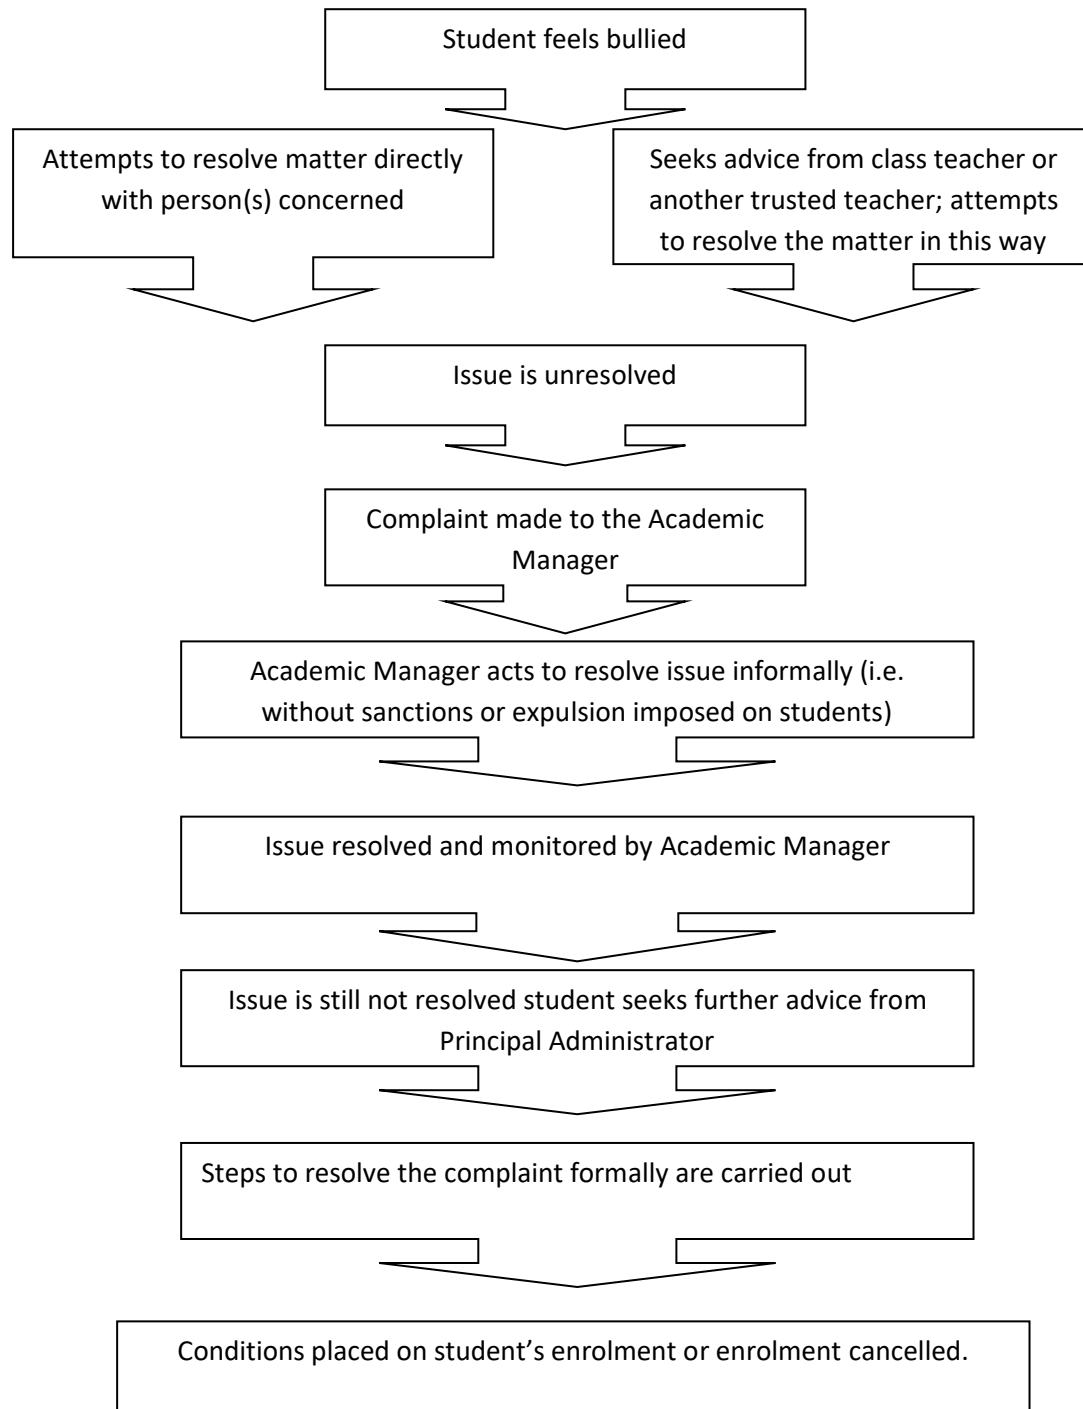 Student feels bullied
Attempts to resolve matter directly
with person(s) concerned
Seeks advice from class teacher or
another trusted teacher; attempts
to resolve the matter in this way
Issue is unresolved
Complaint made to the Academic
Manager
Academic Manager acts to resolve issue informally (i.e.
without sanctions or expulsion imposed on students)
Issue resolved and monitored by Academic Manager
Issue is still not resolved student seeks further advice from
Principal Administrator
Steps to resolve the complaint formally are carried out
Conditions placed on student’s enrolment or enrolment cancelled.